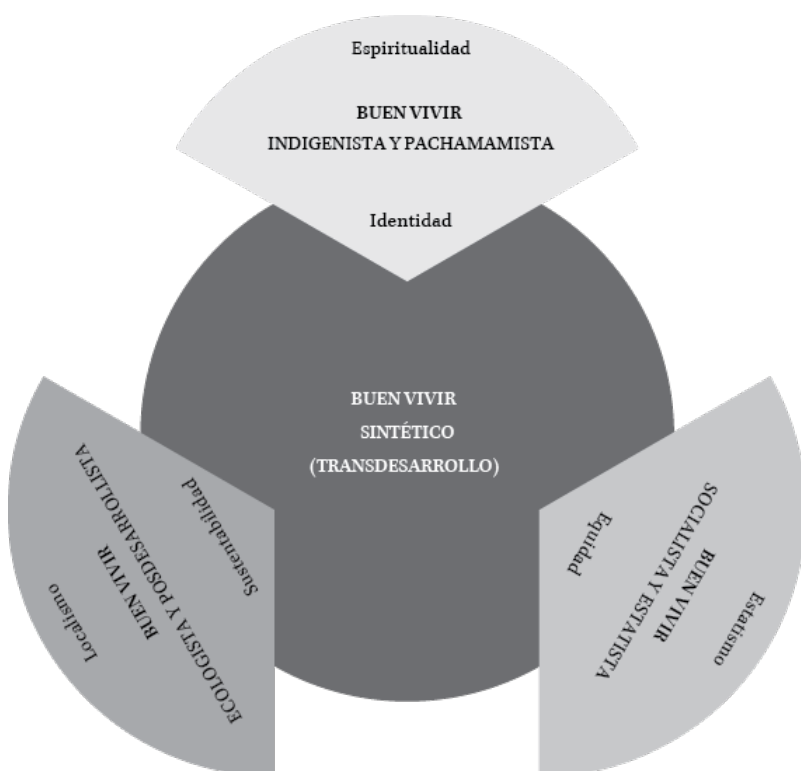 Espiritualidad
BUEN VIVIR
INDIGENISTA Y PACHAMAMISTA
Identidad
BUEN VIVIR
SINTÉTICO
(TRANSDESARROLLO)
Sustentabilidad
ECOLOGISTA Y POSDESARROLLISTA
BUEN VIVIR
Localismo
Equidad
SOCIALISTA Y ESTATISTA
BUEN VIVIR
Estatismo